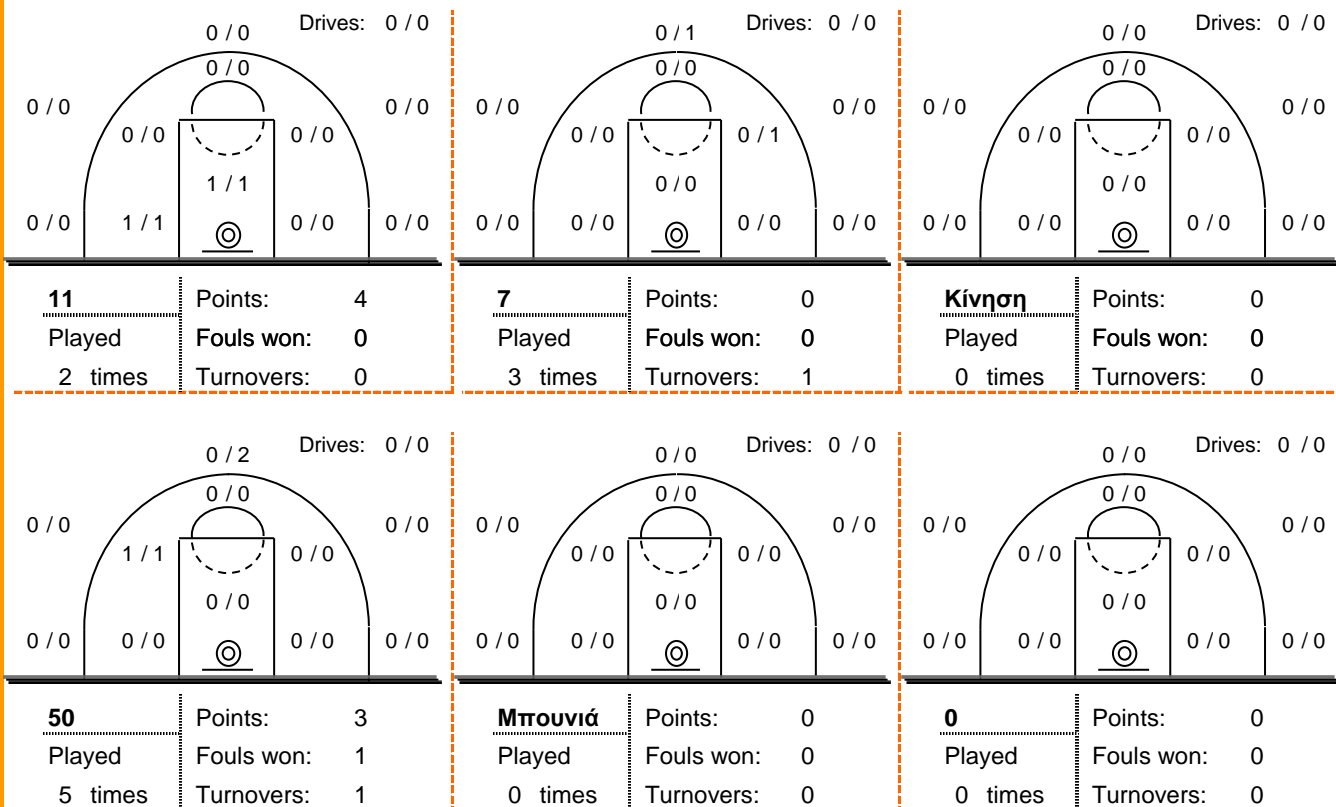 0 / 0 Drives: 0 / 0
0 / 0
0 / 0 0 / 0
0 / 0 0 / 0
1 / 1
0 / 0 1 / 1 0 / 0 0 / 0
11 Points: 4
Played Fouls won: 0
2 times Turnovers: 0
0 / 1 Drives: 0 / 0
0 / 0
0 / 0 0 / 0
0 / 0 0 / 1
0 / 0
0 / 0 0 / 0 0 / 0 0 / 0
7 Points: 0
Played Fouls won: 0
3 times Turnovers: 1
0 / 0 Drives: 0 / 0
0 / 0
0 / 0 0 / 0
0 / 0 0 / 0
0 / 0
0 / 0 0 / 0 0 / 0 0 / 0
Κίνηση Points: 0
Played Fouls won: 0
0 times Turnovers: 0
0 / 2 Drives: 0 / 0
0 / 0
0 / 0 0 / 0
1 / 1 0 / 0
0 / 0
0 / 0 0 / 0 0 / 0 0 / 0
50 Points: 3
Played Fouls won: 1
5 times Turnovers: 1
0 / 0 Drives: 0 / 0
0 / 0
0 / 0 0 / 0
0 / 0 0 / 0
0 / 0
0 / 0 0 / 0 0 / 0 0 / 0
Μπουνιά Points: 0
Played Fouls won: 0
0 times Turnovers: 0
0 / 0 Drives: 0 / 0
0 / 0
0 / 0 0 / 0
0 / 0 0 / 0
0 / 0
0 / 0 0 / 0 0 / 0 0 / 0
0 Points: 0
Played Fouls won: 0
0 times Turnovers: 0